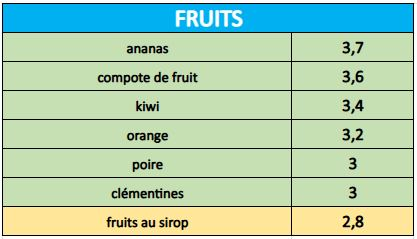 FRUITS
ananas 3,7
compote de fruit 3,6
kiwi 3,4
orange 3,2
poire 3
clémentines 3
fruits au sirop 2,8